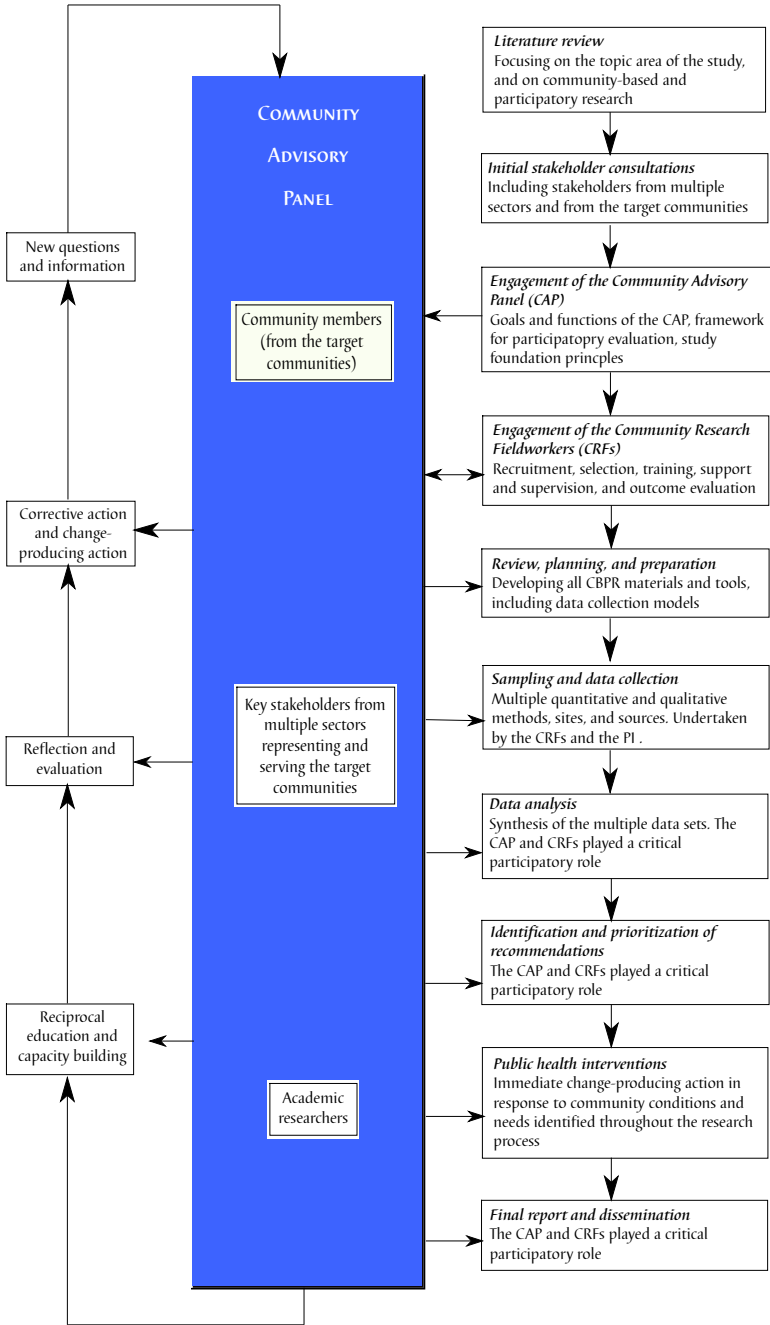 Literature review
Focusing on the topic area of the study,
and on community-based and
participatory research
Community
Advisory
Panel
Initial stakeholder consultations
Including stakeholders from multiple
sectors and from the target communities
New questions
and information
Engagement of the Community Advisory
Panel (CAP)
Goals and functions of the CAP, framework
for participatopry evaluation, study
foundation princples
Community members
(from the target
communities)
Engagement of the Community Research
Fieldworkers (CRFs)
Recruitment, selection, training, support
and supervision, and outcome evaluation
Corrective action
and change-
producing action
Review, planning, and preparation
Developing all CBPR materials and tools,
including data collection models
Sampling and data collection
Multiple quantitative and qualitative
methods, sites, and sources. Undertaken
by the CRFs and the PI .
Key stakeholders from
multiple sectors
representing and
serving the target
communities
Reflection and
evaluation
Data analysis
Synthesis of the multiple data sets. The
CAP and CRFs played a critical
participatory role
Identification and prioritization of
recommendations
The CAP and CRFs played a critical
participatory role
Reciprocal
education and
capacity building
Public health interventions
Immediate change-producing action in
response to community conditions and
needs identified throughout the research
process
Academic
researchers
Final report and dissemination
The CAP and CRFs played a critical
participatory role